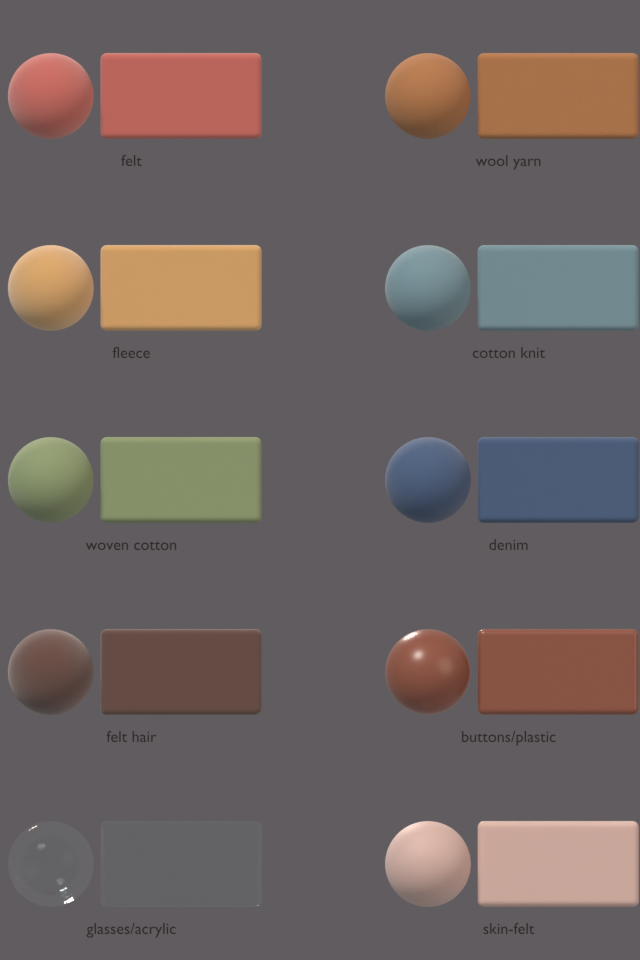 felt
wool yarn
fleece
cotton knit
woven cotton
denim
felt hair
buttons/plastic
glasses/acrylic
skin-felt